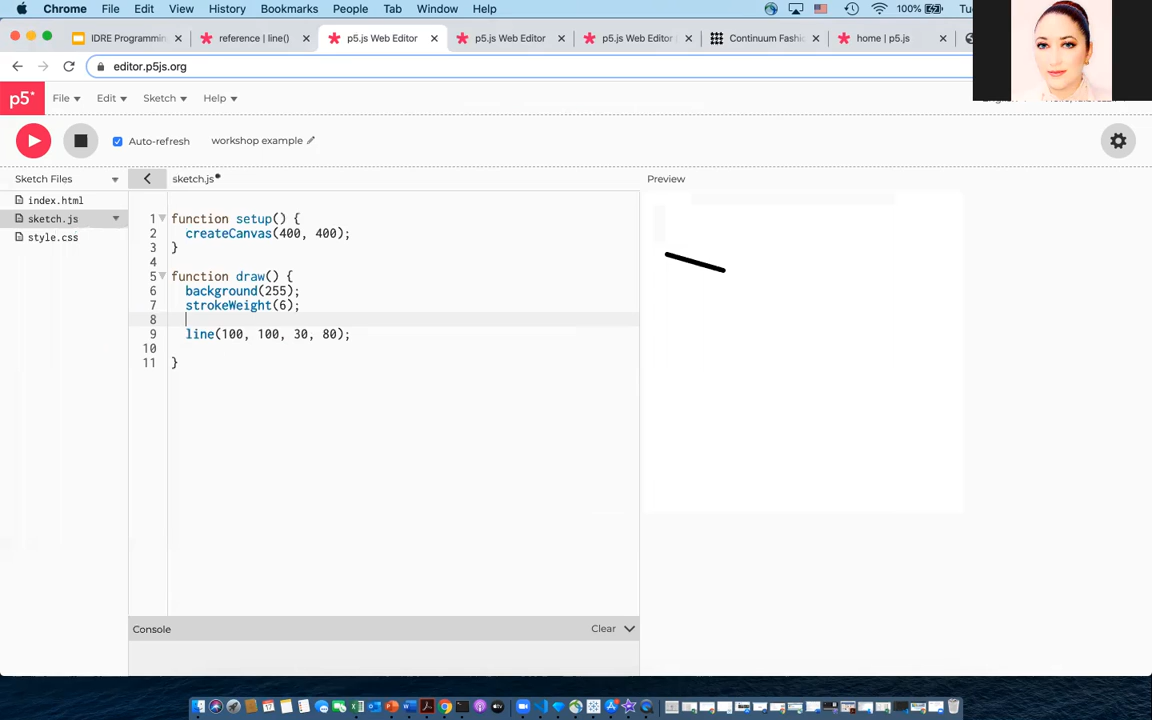 Chrome File Edit View History Bookmarks People Tab Window Help 100%
IDRE Programmin reference | line() p5.js Web Editor p5.js Web Editor p5.js Web Editor Continuum Fashi home | p5.js
editor.p5js.org
p5* File Edit Sketch Help
Auto-refresh workshop example
Sketch Files sketch.js Preview
index.html
sketch.js
style.css
1 function setup() {
2 createCanvas(400, 400);
3 }
4
5 function draw() {
6 background(255);
7 strokeWeight(6);
8
9 line(100, 100, 30, 80);
10
11 }
Console Clear